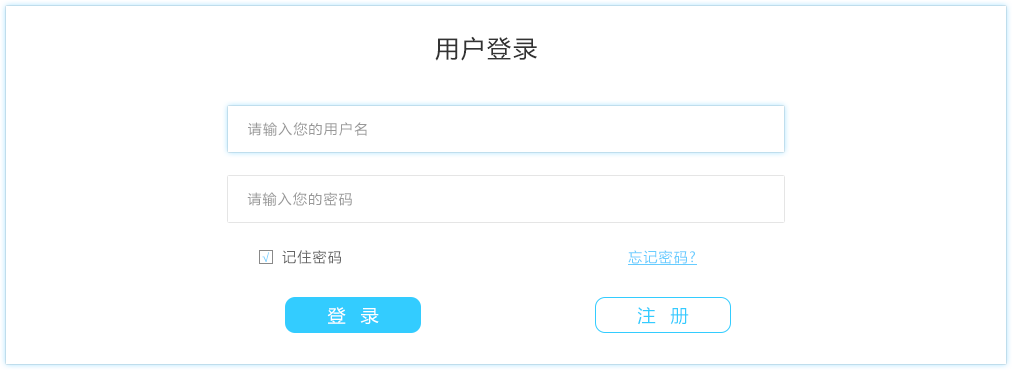 用户登录
请输入您的用户名
请输入您的密码
√ 记住密码 忘记密码?
登 录 注 册